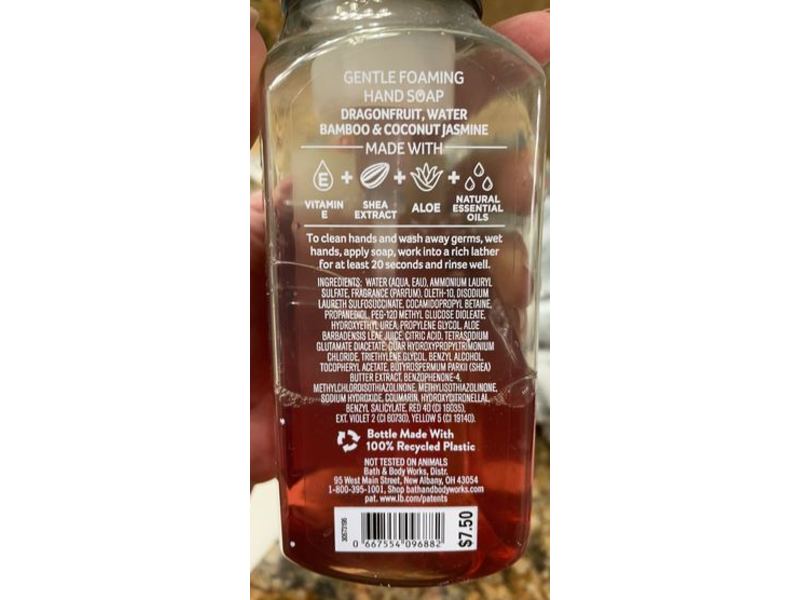 GENTLE FOAMING
HAND SOAP
DRAGONFRUIT, WATER
BAMBOO & COCONUT JASMINE
MADE WITH
E + + +
VITAMIN E SHEA EXTRACT ALOE NATURAL ESSENTIAL OILS
To clean hands and wash away germs, wet
hands, apply soap, work into a rich lather
for at least 20 seconds and rinse well.
INGREDIENTS: WATER (AQUA, EAU), AMMONIUM LAURYL
SULFATE, FRAGRANCE (PARFUM), OLETH-10, DISODIUM
LAURETH SULFOSUCCINATE, COCAMIDOPROPYL BETAINE,
PROPANEDIOL, PEG-120 METHYL GLUCOSE DIOLEATE,
HYDROXYETHYL UREA, PROPYLENE GLYCOL, ALOE
BARBADENSIS LEAF JUICE, CITRIC ACID, TETRASODIUM
GLUTAMATE DIACETATE, GUAR HYDROXYPROPYLTRIMONIUM
CHLORIDE, TRIETHYLENE GLYCOL, BENZYL ALCOHOL,
TOCOPHERYL ACETATE, BUTYROSPERMUM PARKII (SHEA)
BUTTER EXTRACT, BENZOPHENONE-4,
METHYLCHLOROISOTHIAZOLINONE, METHYLISOTHIAZOLINONE,
SODIUM HYDROXIDE, COUMARIN, HYDROXYCITRONELLAL,
BENZYL SALICYLATE, RED 40 (CI 16035),
EXT. VIOLET 2 (CI 60730), YELLOW 5 (CI 19140).
Bottle Made With
100% Recycled Plastic
NOT TESTED ON ANIMALS
Bath & Body Works, Distr.
95 West Main Street, New Albany, OH 43054
1-800-395-1001, Shop bathandbodyworks.com
pat. www.lb.com/patents
0 667554 096882
$7.50